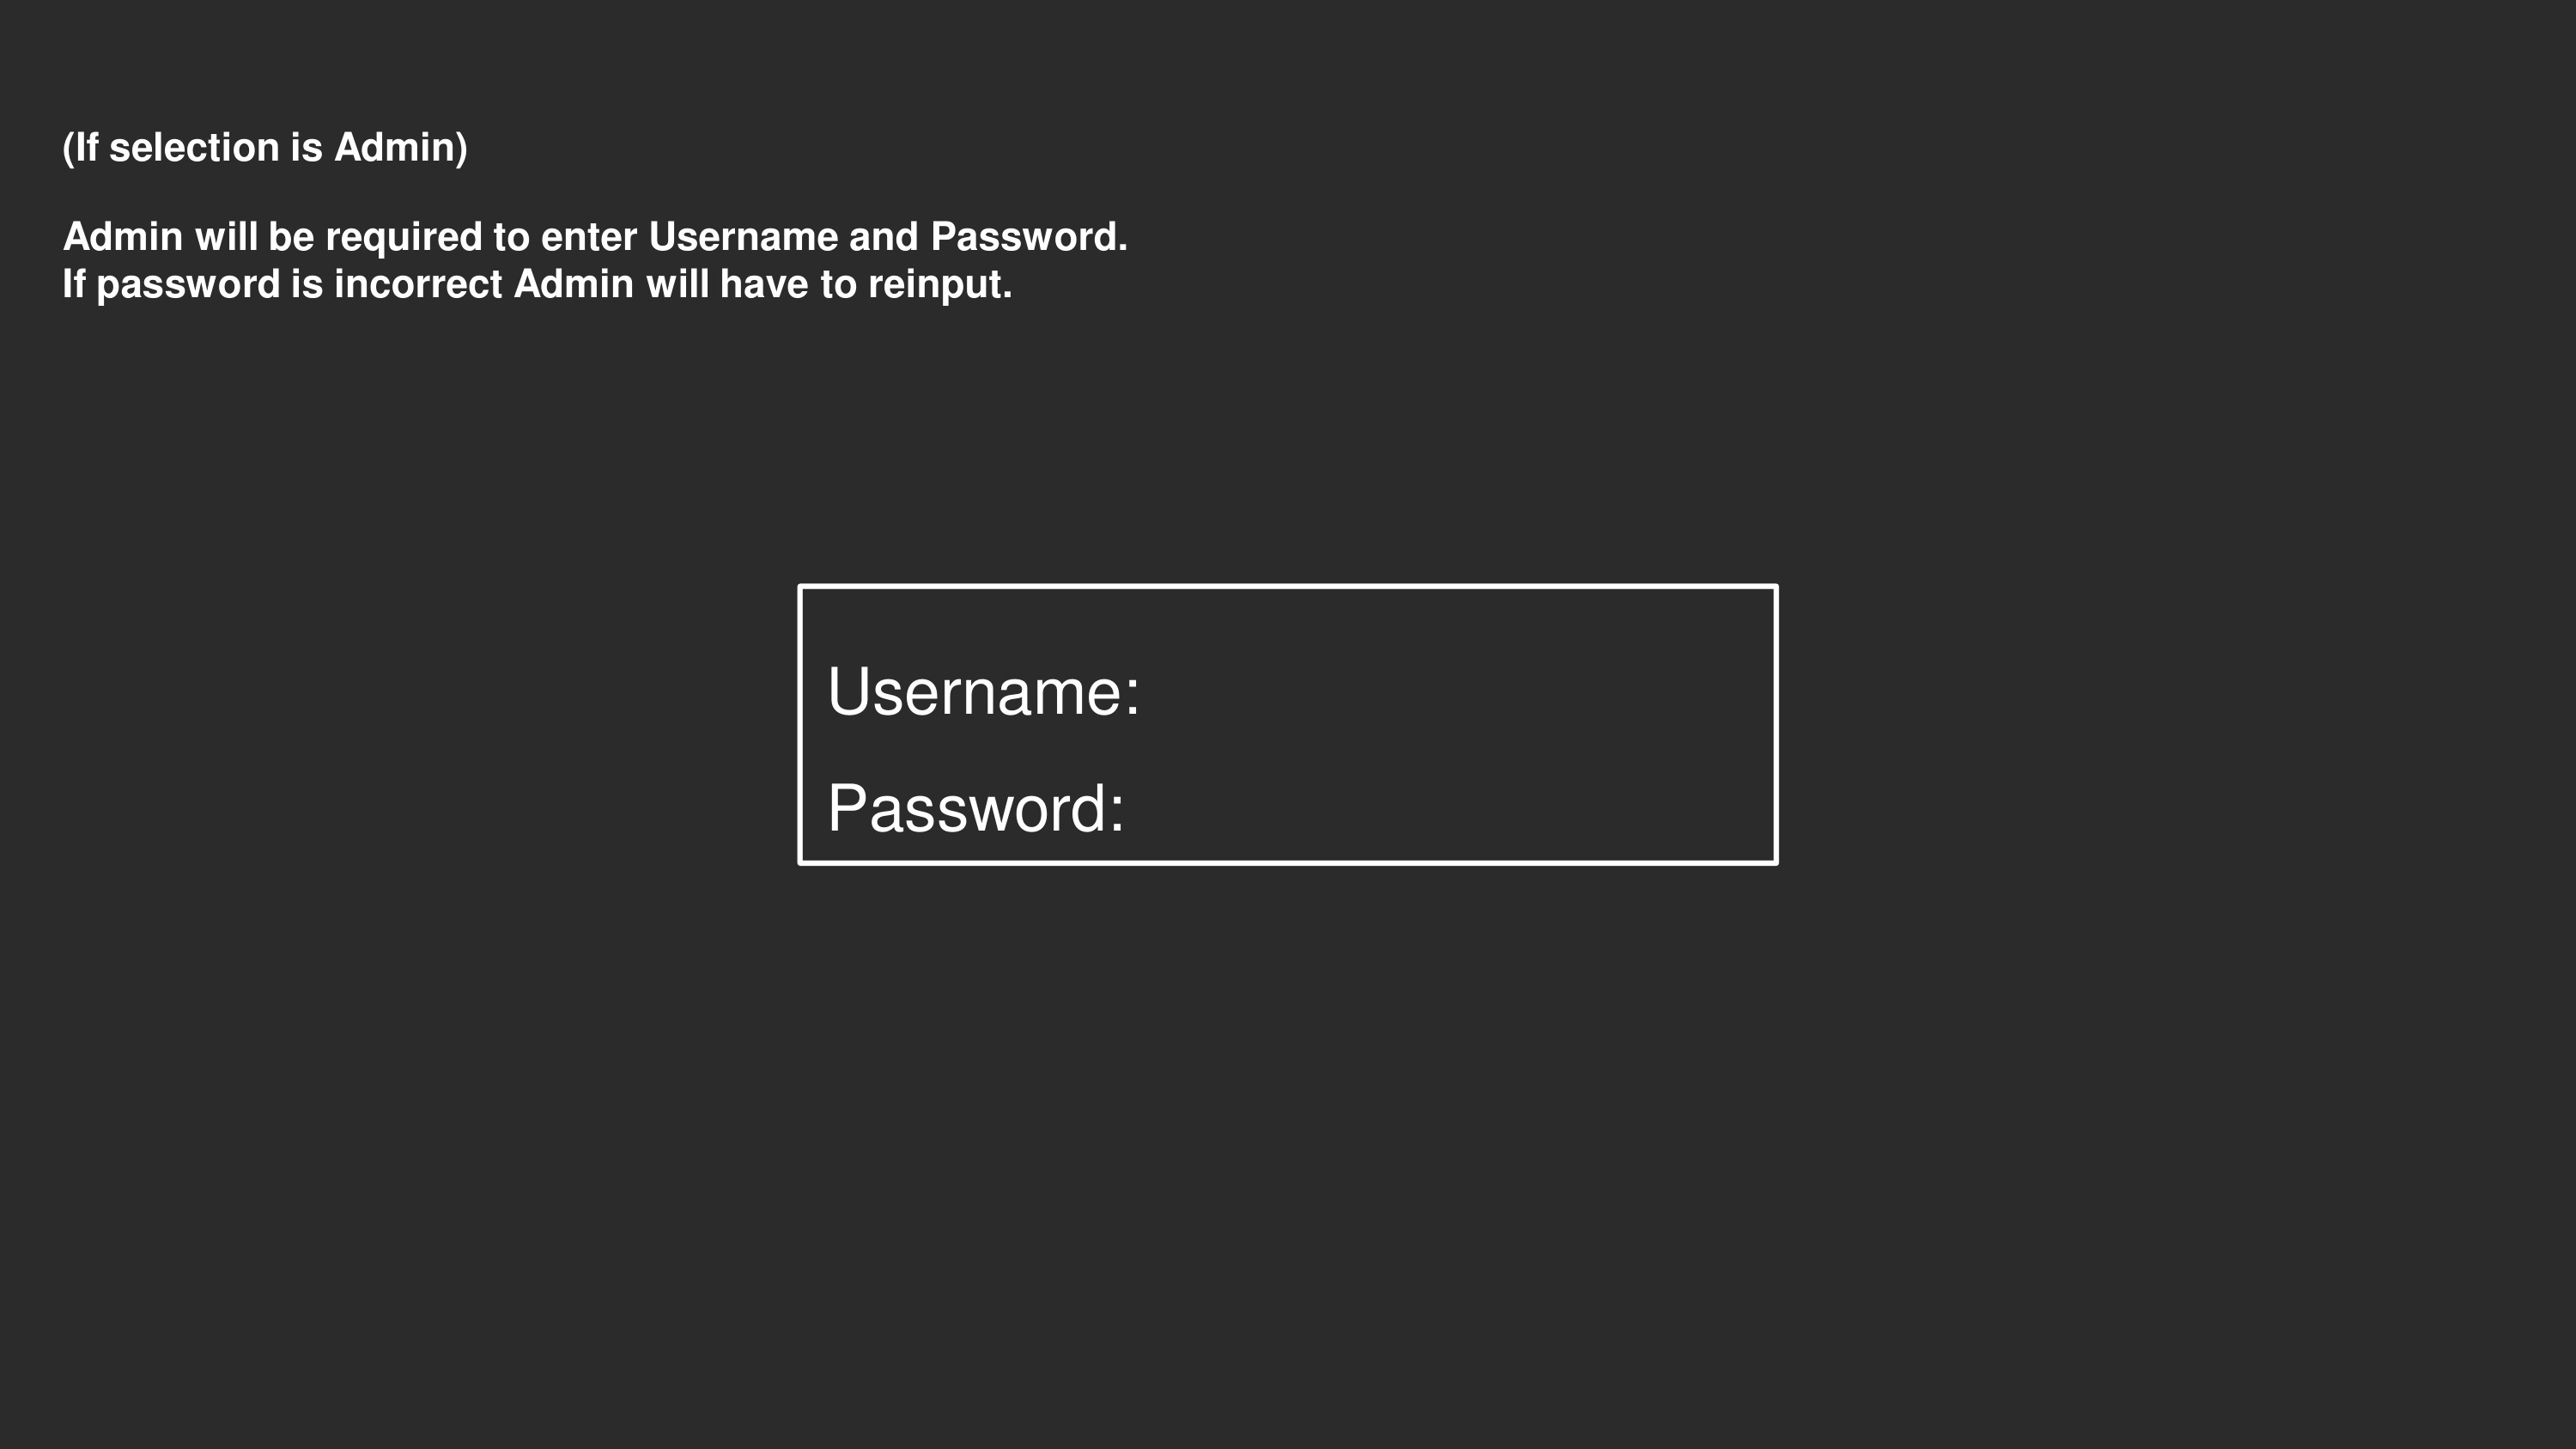 (If selection is Admin)
Admin will be required to enter Username and Password.
If password is incorrect Admin will have to reinput.
Username:
Password: